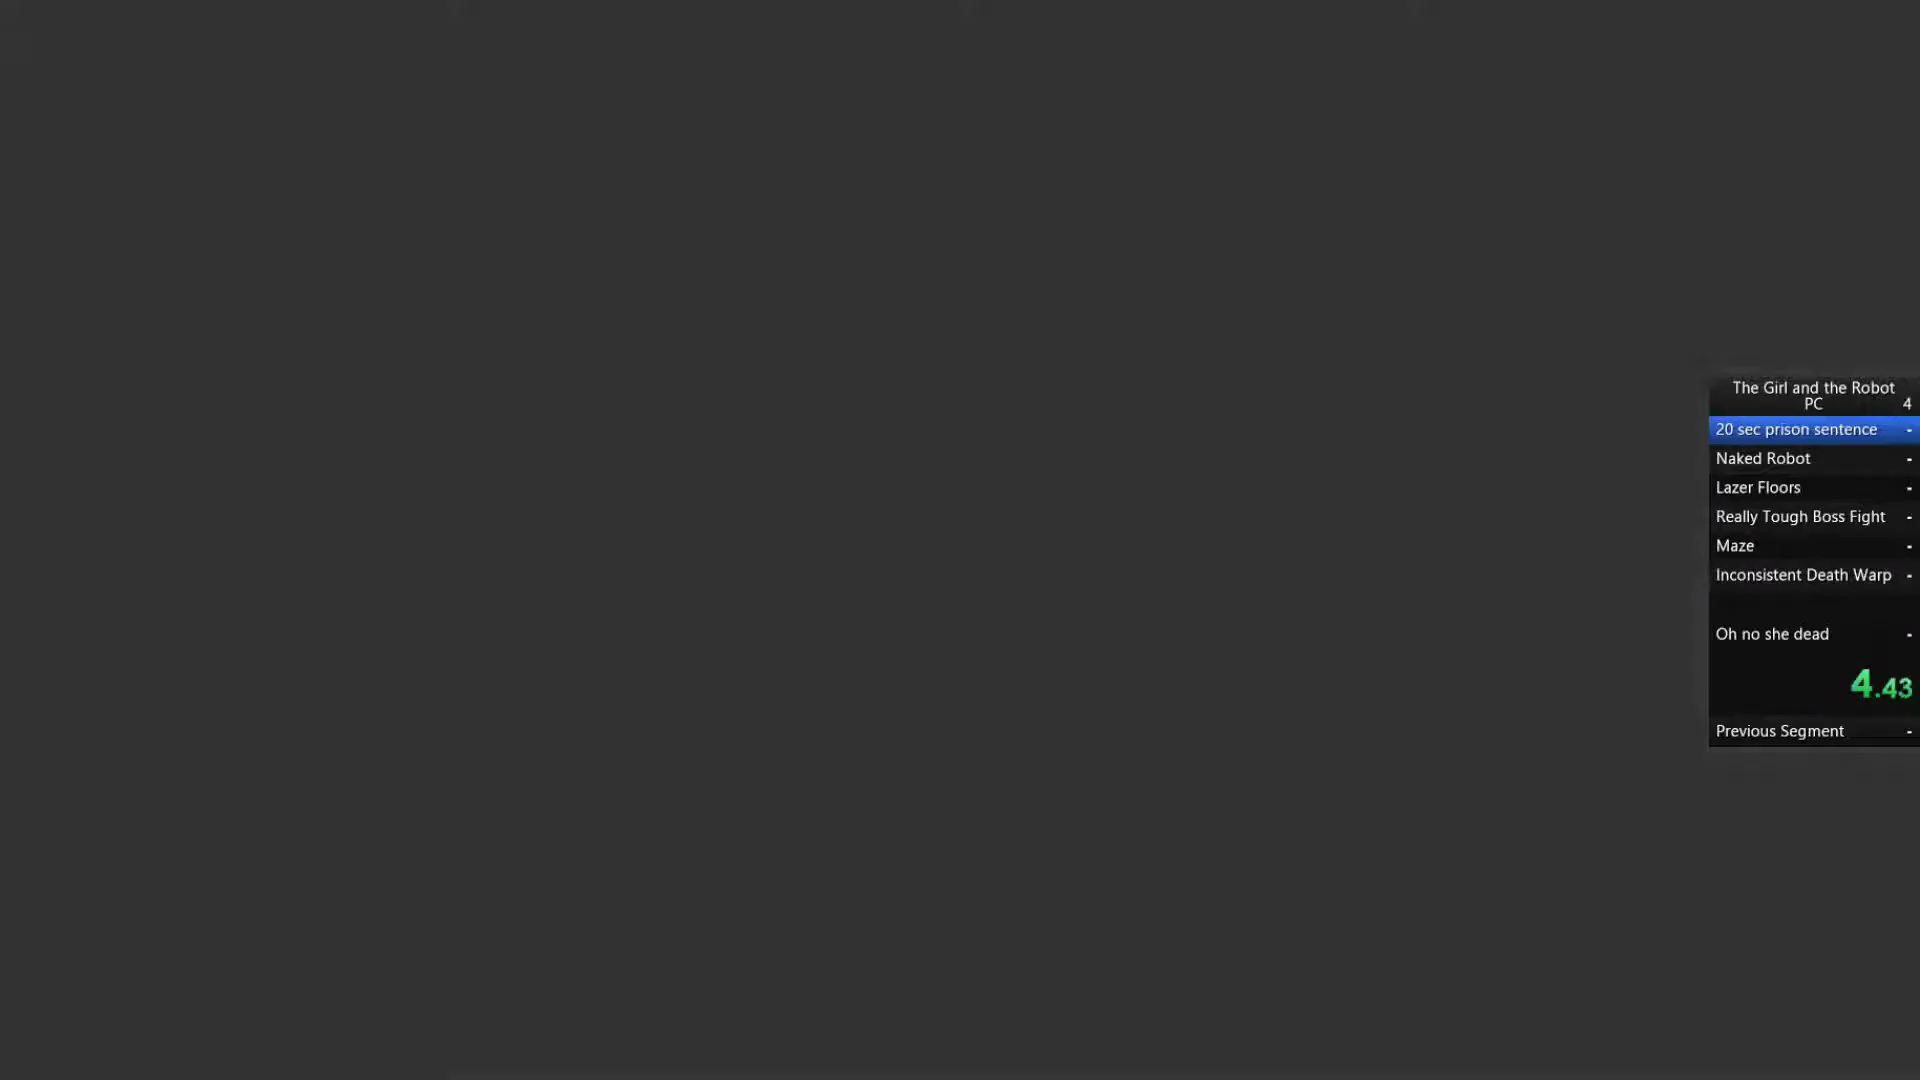 The Girl and the Robot
PC 4
20 sec prison sentence -
Naked Robot -
Lazer Floors -
Really Tough Boss Fight -
Maze -
Inconsistent Death Warp -
Oh no she dead -
4.43
Previous Segment -